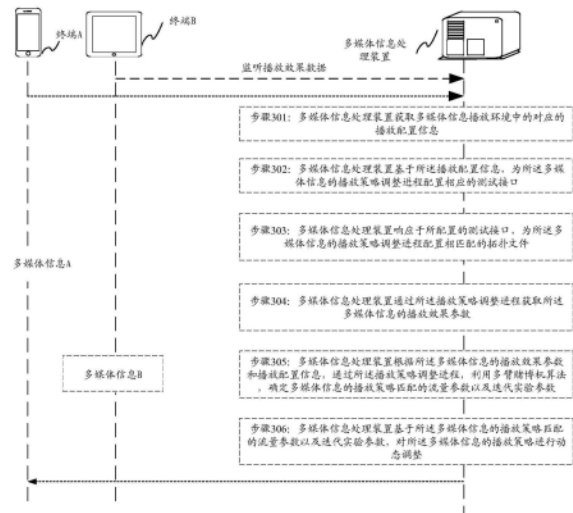 终端A
终端B
多媒体信息处
理装置
监听播放效果数据
步骤301：多媒体信息处理装置获取多媒体信息播放环境中的对应的
播放配置信息
步骤302：多媒体信息处理装置基于所述播放配置信息，为所述多媒
体信息的播放策略调整进程配置相应的测试接口
步骤303：多媒体信息处理装置响应于所配置的测试接口，为所述多
媒体信息的播放策略调整进程配置相匹配的拓扑文件
多媒体信息A
步骤304：多媒体信息处理装置通过所述播放策略调整进程获取所述
多媒体信息的播放效果参数
多媒体信息B
步骤305：多媒体信息处理装置根据所述多媒体信息的播放效果参数
和播放配置信息，通过所述播放策略调整进程，利用多臂赌博机算法
，确定多媒体信息的播放策略匹配的流量参数以及迭代实验参数
步骤306：多媒体信息处理装置基于所述多媒体信息的播放策略匹配
的流量参数以及迭代实验参数，对所述多媒体信息的播放策略进行动
态调整